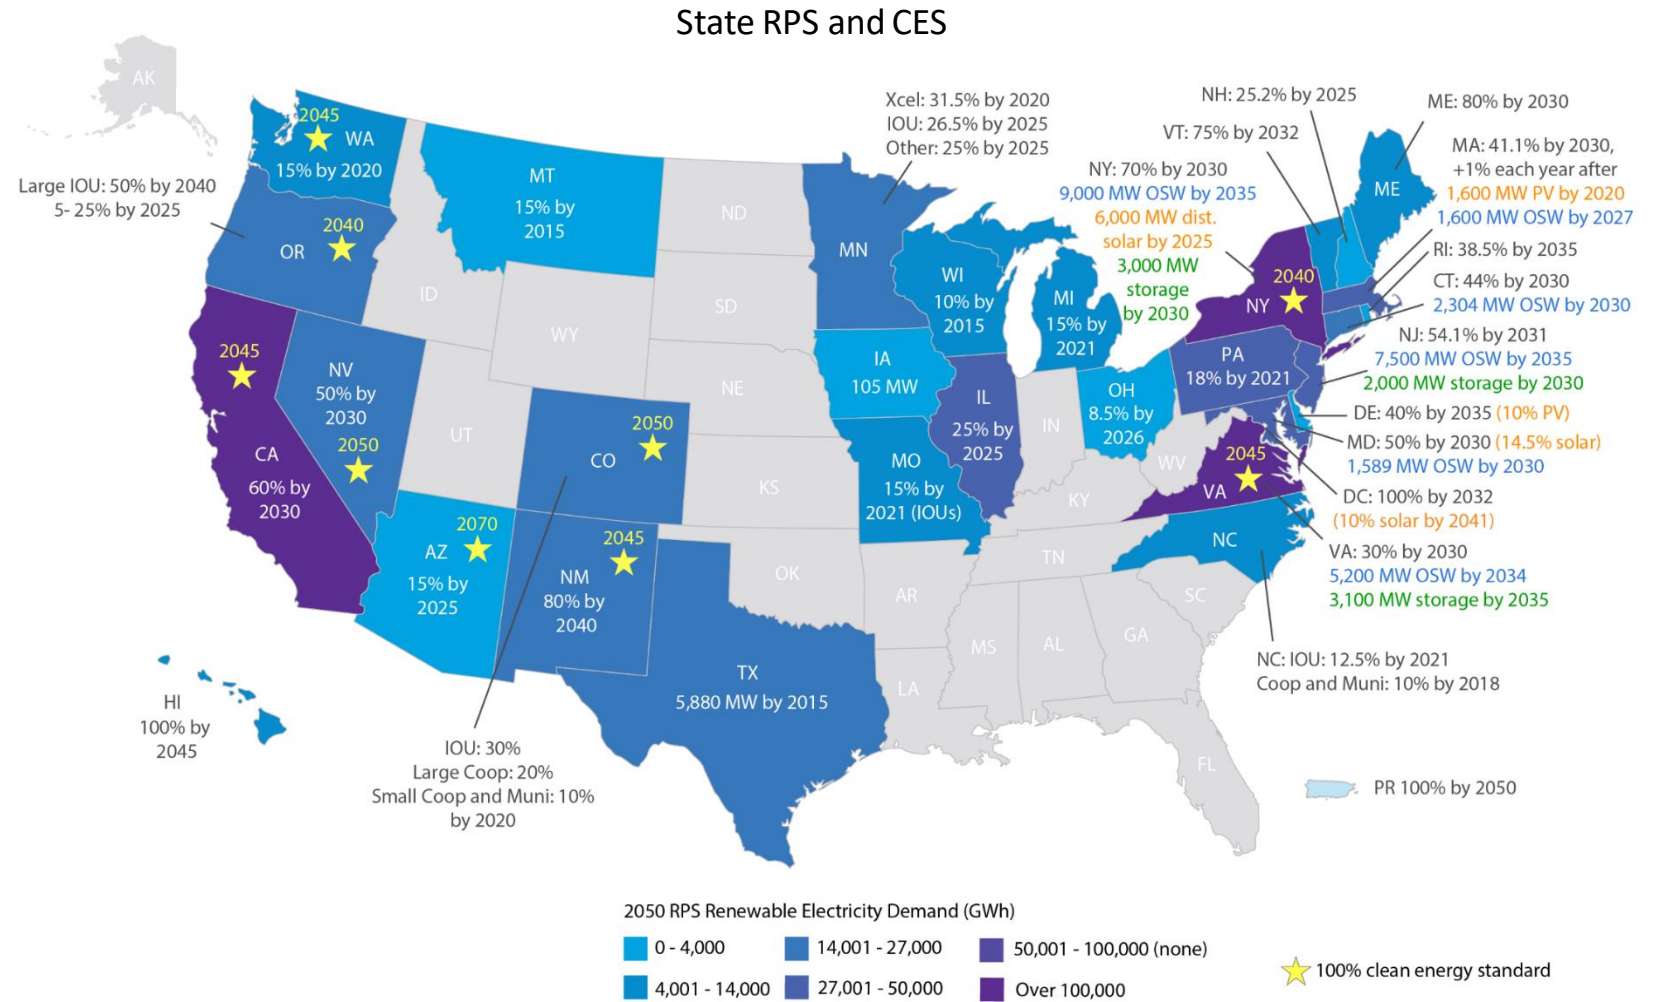 State RPS and CES
AK
2045
WA
15% by 2020
Large IOU: 50% by 2040
5- 25% by 2025
2040
OR
MT
15% by
2015
ID
ND
SD
WY
NE
Xcel: 31.5% by 2020
IOU: 26.5% by 2025
Other: 25% by 2025
MN
WI
10% by
2015
MI
15% by
2021
IA
105 MW
2045
CA
60% by
2030
NV
50% by
2030
2050
UT
2050
CO
KS
MO
15% by
2021 (IOUs)
IL
25% by
2025
IN
OH
8.5% by
2026
KY
WV
PA
18% by 2021
2040
NY
NY: 70% by 2030
9,000 MW OSW by 2035
6,000 MW dist.
solar by 2025
3,000 MW
storage
by 2030
VT: 75% by 2032
NH: 25.2% by 2025
ME: 80% by 2030
ME
MA: 41.1% by 2030,
+1% each year after
1,600 MW PV by 2020
1,600 MW OSW by 2027
RI: 38.5% by 2035
CT: 44% by 2030
2,304 MW OSW by 2030
NJ: 54.1% by 2031
7,500 MW OSW by 2035
2,000 MW storage by 2030
DE: 40% by 2035 (10% PV)
MD: 50% by 2030 (14.5% solar)
1,589 MW OSW by 2030
DC: 100% by 2032
(10% solar by 2041)
2045
VA
VA: 30% by 2030
5,200 MW OSW by 2034
3,100 MW storage by 2035
NC
NC: IOU: 12.5% by 2021
Coop and Muni: 10% by 2018
2070
AZ
15% by
2025
2045
NM
80% by
2040
OK
TX
5,880 MW by 2015
AR
LA
TN
MS
AL
GA
SC
FL
HI
100% by
2045
IOU: 30%
Large Coop: 20%
Small Coop and Muni: 10%
by 2020
PR 100% by 2050
2050 RPS Renewable Electricity Demand (GWh)
0 - 4,000
14,001 - 27,000
50,001 - 100,000 (none)
4,001 - 14,000
27,001 - 50,000
Over 100,000
100% clean energy standard